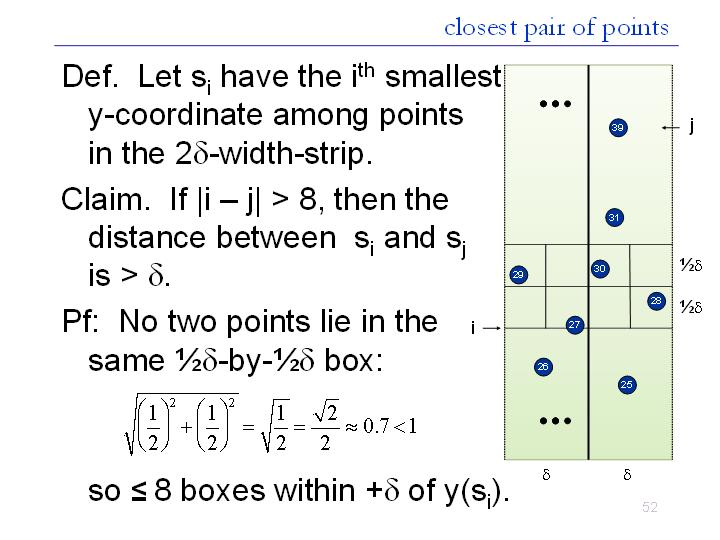 closest pair of points
Def. Let sᵢ have the iᵗʰ smallest
y-coordinate among points
in the 2δ-width-strip.
Claim. If |i – j| > 8, then the
distance between sᵢ and sⱼ
is > δ.
Pf: No two points lie in the
same ½δ-by-½δ box:
√((1/2)² + (1/2)²) = √(1/2) = √2/2 ≈ 0.7 < 1
so ≤ 8 boxes within +δ of y(sᵢ).
•••
39
j
31
½δ
29
30
28
½δ
i
27
26
25
•••
δ δ
52